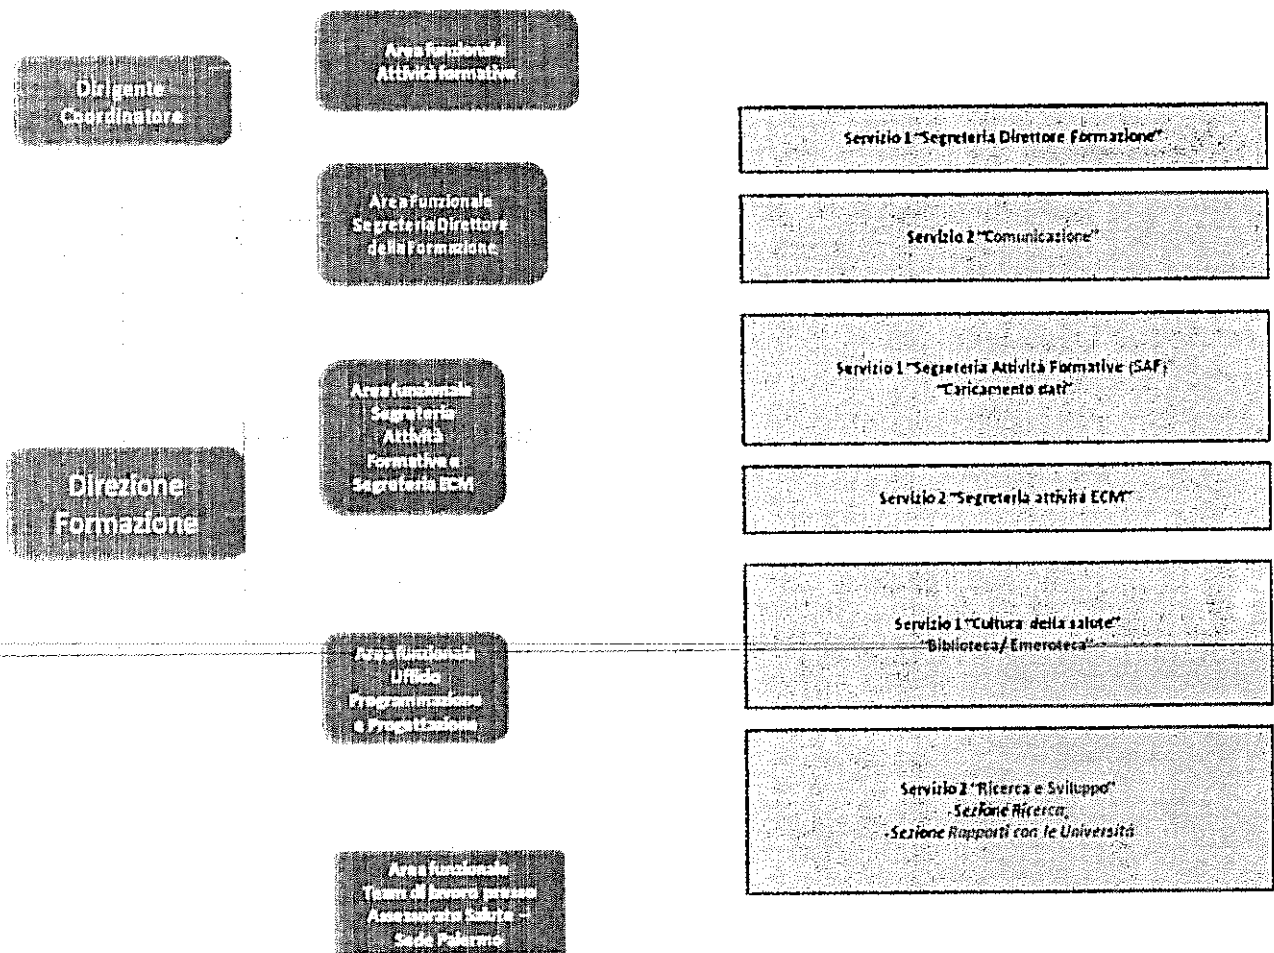 Dirigente
Coordinatore
Direzione
Formazione
Area funzionale
Attività formative
Area Funzionale
Segreteria Direttore
della Formazione
Area funzionale
Segreteria
Attività
Formative e
Segreteria ECM
Area funzionale
Ufficio
Programmazione
e Progettazione
Area funzionale
Team di lavoro presso
Assessorato Salute –
Sede Palermo
Servizio 1 "Segreteria Direttore Formazione"
Servizio 2 "Comunicazione"
Servizio 1 "Segreteria Attività Formative (SAF)
"Caricamento dati"
Servizio 2 "Segreteria attività ECM"
Servizio 1 "Cultura della salute"
"Biblioteca/ Emeroteca"
Servizio 2 "Ricerca e Sviluppo"
-Sezione Ricerca,
-Sezione Rapporti con le Università